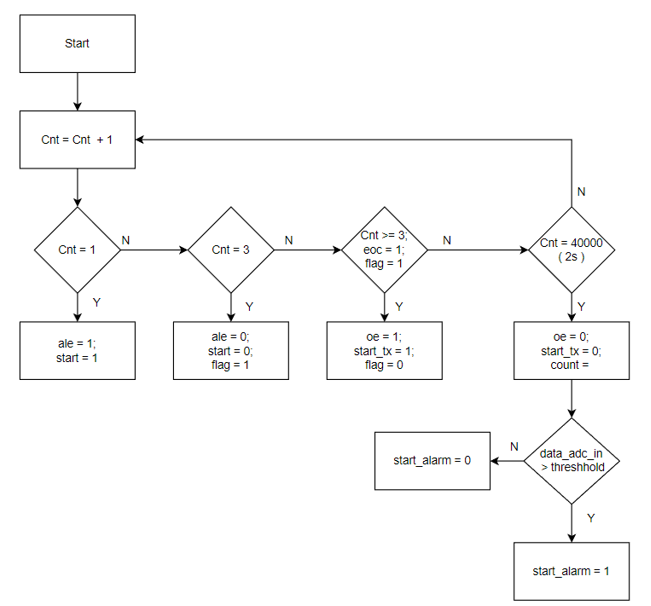 Start
Cnt = Cnt + 1
Cnt = 1
N
Cnt = 3
N
Cnt >= 3;
eoc = 1;
flag = 1
N
Cnt = 40000
( 2s )
N
Y
Y
Y
Y
ale = 1;
start = 1
ale = 0;
start = 0;
flag = 1
oe = 1;
start_tx = 1;
flag = 0
oe = 0;
start_tx = 0;
count =
data_adc_in
> threshhold
N
start_alarm = 0
Y
start_alarm = 1